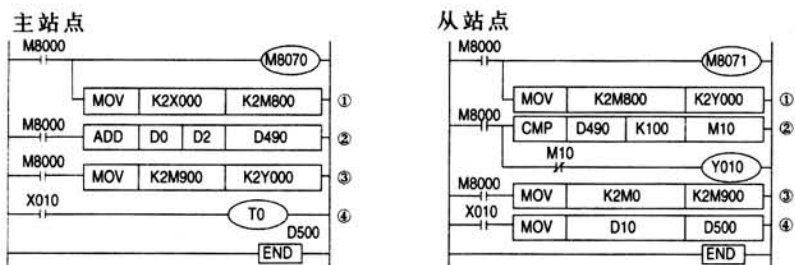 主站点
M8000
M8070
MOV K2X000 K2M800 ①
M8000
ADD D0 D2 D490 ②
M8000
MOV K2M900 K2Y000 ③
X010
T0 ④
D500
END
从站点
M8000
M8071
MOV K2M800 K2Y000 ①
M8000
CMP D490 K100 M10 ②
M10
Y010
M8000
MOV K2M0 K2M900 ③
X010
MOV D10 D500 ④
END